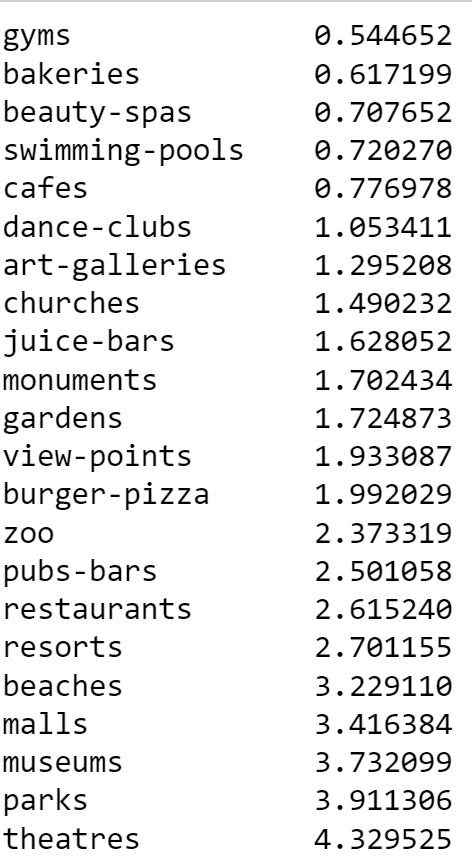 gyms 0.544652
bakeries 0.617199
beauty-spas 0.707652
swimming-pools 0.720270
cafes 0.776978
dance-clubs 1.053411
art-galleries 1.295208
churches 1.490232
juice-bars 1.628052
monuments 1.702434
gardens 1.724873
view-points 1.933087
burger-pizza 1.992029
zoo 2.373319
pubs-bars 2.501058
restaurants 2.615240
resorts 2.701155
beaches 3.229110
malls 3.416384
museums 3.732099
parks 3.911306
theatres 4.329525